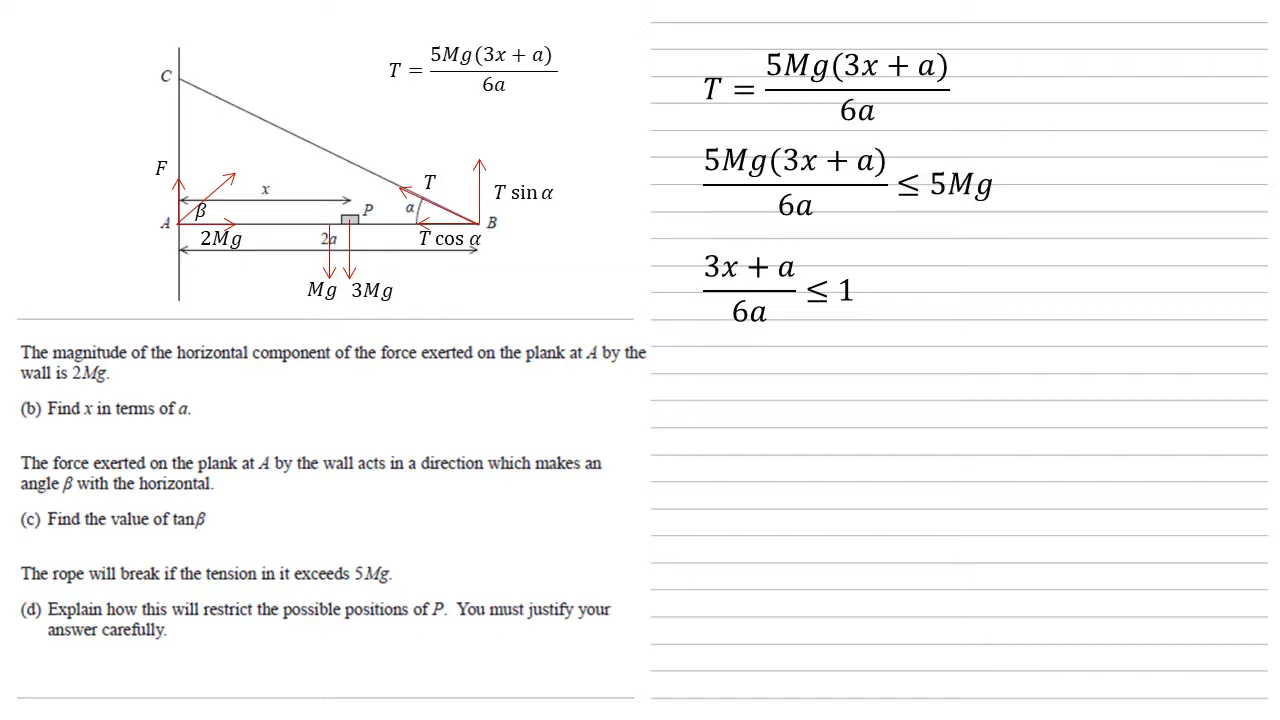 C
T = 5Mg(3x + a) / 6a
F
x
T
T sin α
β
P
α
A
B
2Mg
2a
T cos α
Mg
3Mg
The magnitude of the horizontal component of the force exerted on the plank at A by the
wall is 2Mg.
(b) Find x in terms of a.
The force exerted on the plank at A by the wall acts in a direction which makes an
angle β with the horizontal.
(c) Find the value of tanβ
The rope will break if the tension in it exceeds 5Mg.
(d) Explain how this will restrict the possible positions of P. You must justify your
answer carefully.
T = 5Mg(3x + a) / 6a
5Mg(3x + a) / 6a ≤ 5Mg
3x + a / 6a ≤ 1